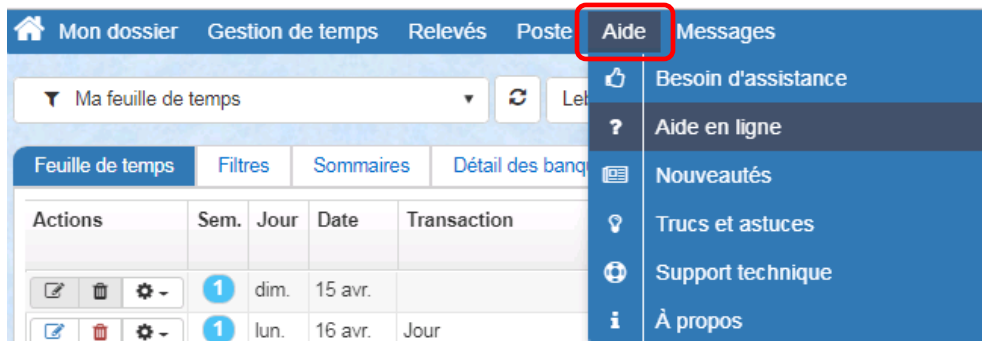 Mon dossier Gestion de temps Relevés Poste Aide Messages
Ma feuille de temps
Besoin d'assistance
Aide en ligne
Feuille de temps Filtres Sommaires Détail des
Nouveautés
Actions Sem. Jour Date Transaction
Trucs et astuces
Support technique
1 dim. 15 avr.
1 lun. 16 avr. Jour
À propos